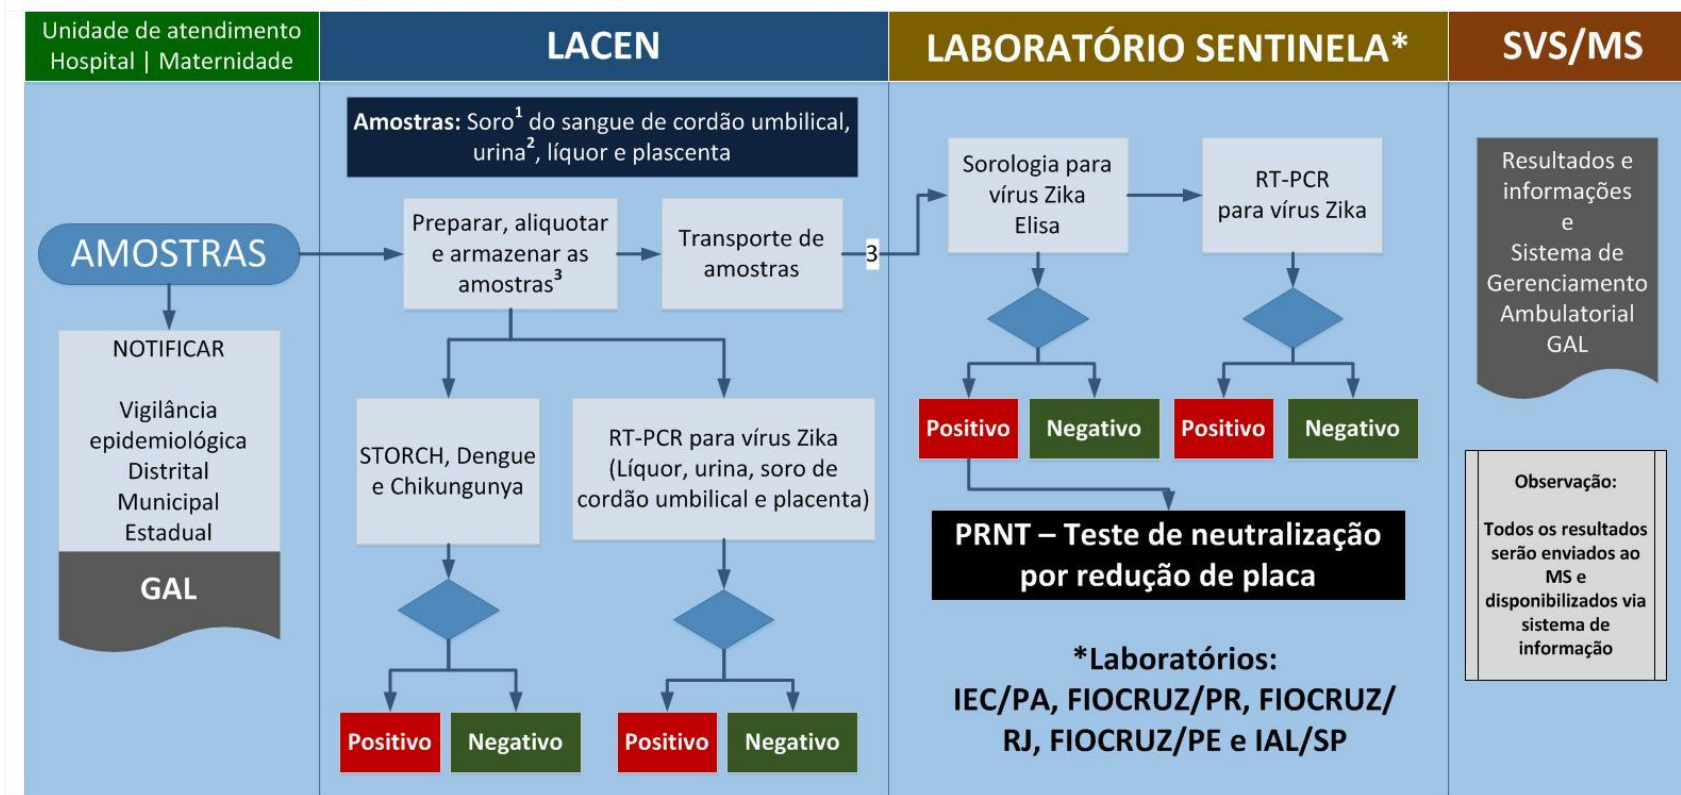 Unidade de atendimento
Hospital | Maternidade
LACEN
LABORATÓRIO SENTINELA*
SVS/MS
AMOSTRAS
NOTIFICAR
Vigilância
epidemiológica
Distrital
Municipal
Estadual
GAL
Amostras: Soro¹ do sangue de cordão umbilical,
urina², líquor e plascenta
Preparar, aliquotar
e armazenar as
amostras³
Transporte de
amostras
3
STORCH, Dengue
e Chikungunya
RT-PCR para vírus Zika
(Líquor, urina, soro de
cordão umbilical e placenta)
Positivo
Negativo
Positivo
Negativo
Sorologia para
vírus Zika
Elisa
RT-PCR
para vírus Zika
Positivo
Negativo
Positivo
Negativo
PRNT – Teste de neutralização
por redução de placa
*Laboratórios:
IEC/PA, FIOCRUZ/PR, FIOCRUZ/
RJ, FIOCRUZ/PE e IAL/SP
Resultados e
informações
e
Sistema de
Gerenciamento
Ambulatorial
GAL
Observação:
Todos os resultados
serão enviados ao
MS e
disponibilizados via
sistema de
informação